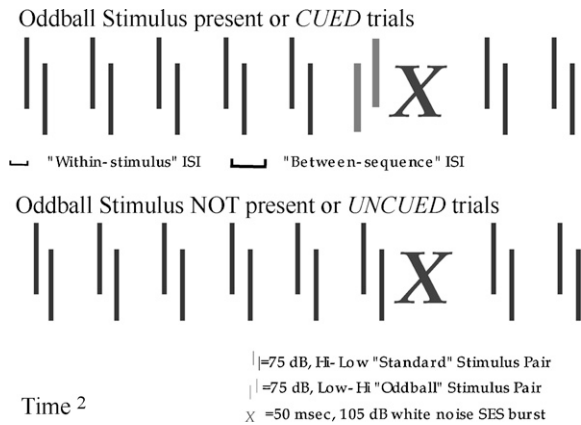 Oddball Stimulus present or CUED trials
X
"Within-stimulus" ISI "Between-sequence" ISI
Oddball Stimulus NOT present or UNCUED trials
X
=75 dB, Hi-Low "Standard" Stimulus Pair
=75 dB, Low-Hi "Oddball" Stimulus Pair
Time 2
X =50 msec, 105 dB white noise SES burst